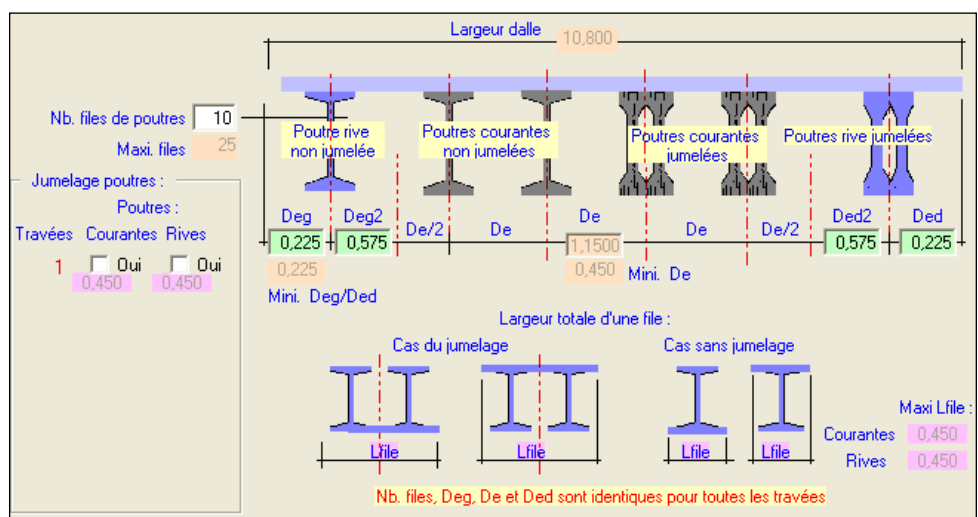 Largeur dalle 10,800
Nb. files de poutres 10
Maxi. files 25
Poutre rive
non jumelée
Poutres courantes
non jumelées
Poutres courantes
jumelées
Poutres rive jumelées
Jumelage poutres :
Poutres :
Travées Courantes Rives
1 Oui Oui
0,450 0,450
Deg Deg2 De/2 De De De De/2 Ded2 Ded
0,225 0,575 1,1500 0,575 0,225
0,225 0,450 Mini. De
Mini. Deg/Ded
Largeur totale d'une file :
Cas du jumelage Cas sans jumelage
Lfile Lfile Lfile Lfile
Maxi Lfile :
Courantes 0,450
Rives 0,450
Nb. files, Deg, De et Ded sont identiques pour toutes les travées